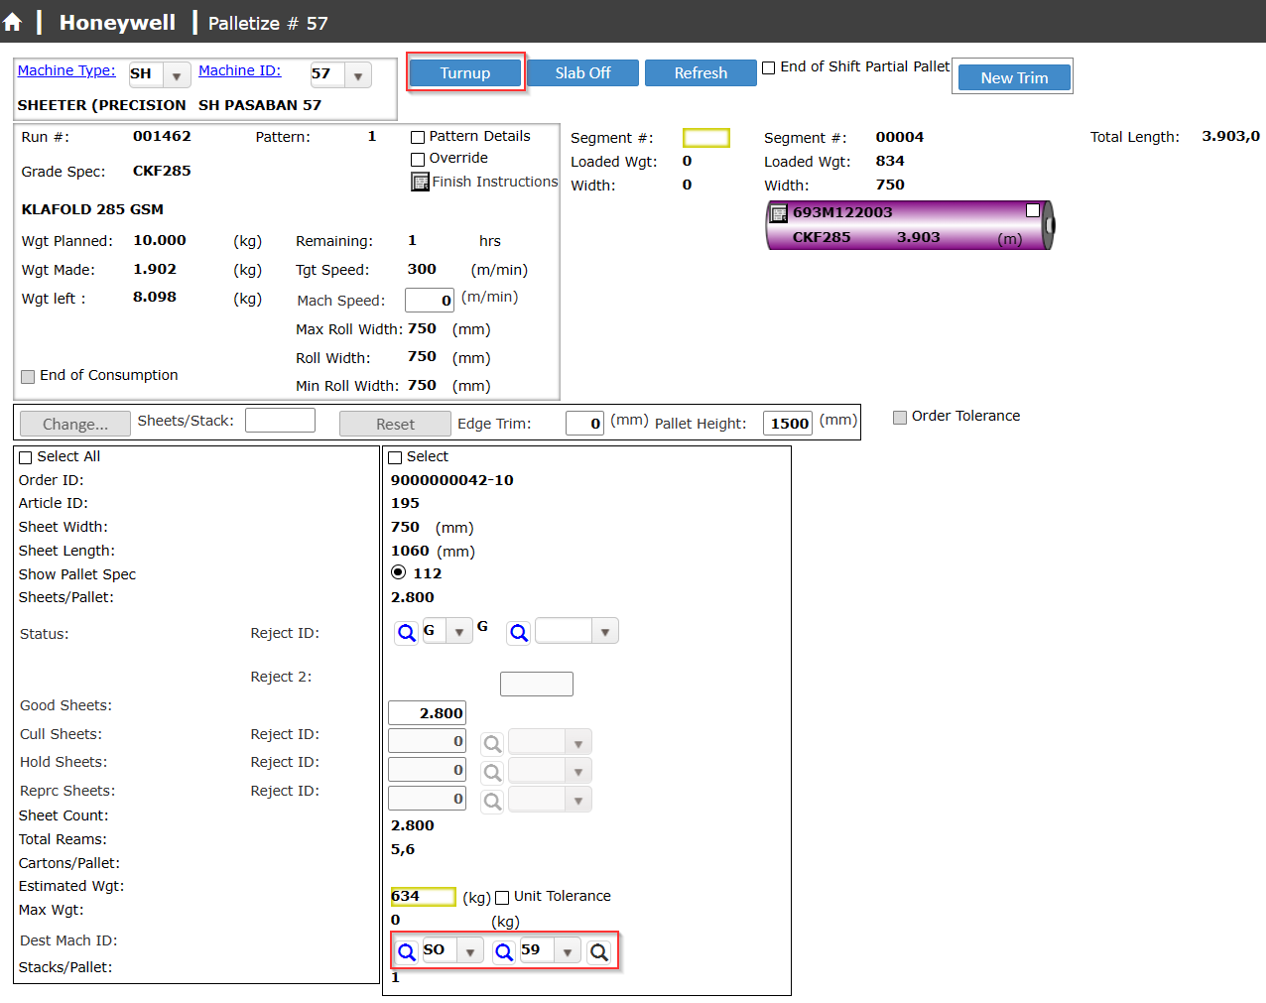 Honeywell Palletize # 57
Machine Type: SH Machine ID: 57
SHEETER (PRECISION SH PASABAN 57
Turnup Slab Off Refresh End of Shift Partial Pallet New Trim
Run #: 001462 Pattern: 1 Pattern Details
Override
Grade Spec: CKF285 Finish Instructions
KLAFOLD 285 GSM
Wgt Planned: 10.000 (kg) Remaining: 1 hrs
Wgt Made: 1.902 (kg) Tgt Speed: 300 (m/min)
Wgt left : 8.098 (kg) Mach Speed: 0 (m/min)
Max Roll Width: 750 (mm)
Roll Width: 750 (mm)
End of Consumption Min Roll Width: 750 (mm)
Segment #: Segment #: 00004 Total Length: 3.903,0
Loaded Wgt: 0 Loaded Wgt: 834
Width: 0 Width: 750
693M122003
CKF285 3.903 (m)
Change... Sheets/Stack: Reset Edge Trim: 0 (mm) Pallet Height: 1500 (mm) Order Tolerance
Select All Select
Order ID: 9000000042-10
Article ID: 195
Sheet Width: 750 (mm)
Sheet Length: 1060 (mm)
Show Pallet Spec 112
Sheets/Pallet: 2.800
Status: Reject ID: G G
Reject 2:
Good Sheets: 2.800
Cull Sheets: Reject ID: 0
Hold Sheets: Reject ID: 0
Reprc Sheets: Reject ID: 0
Sheet Count: 2.800
Total Reams: 5,6
Cartons/Pallet:
Estimated Wgt: 634 (kg) Unit Tolerance
Max Wgt: 0 (kg)
Dest Mach ID: SO 59
Stacks/Pallet: 1